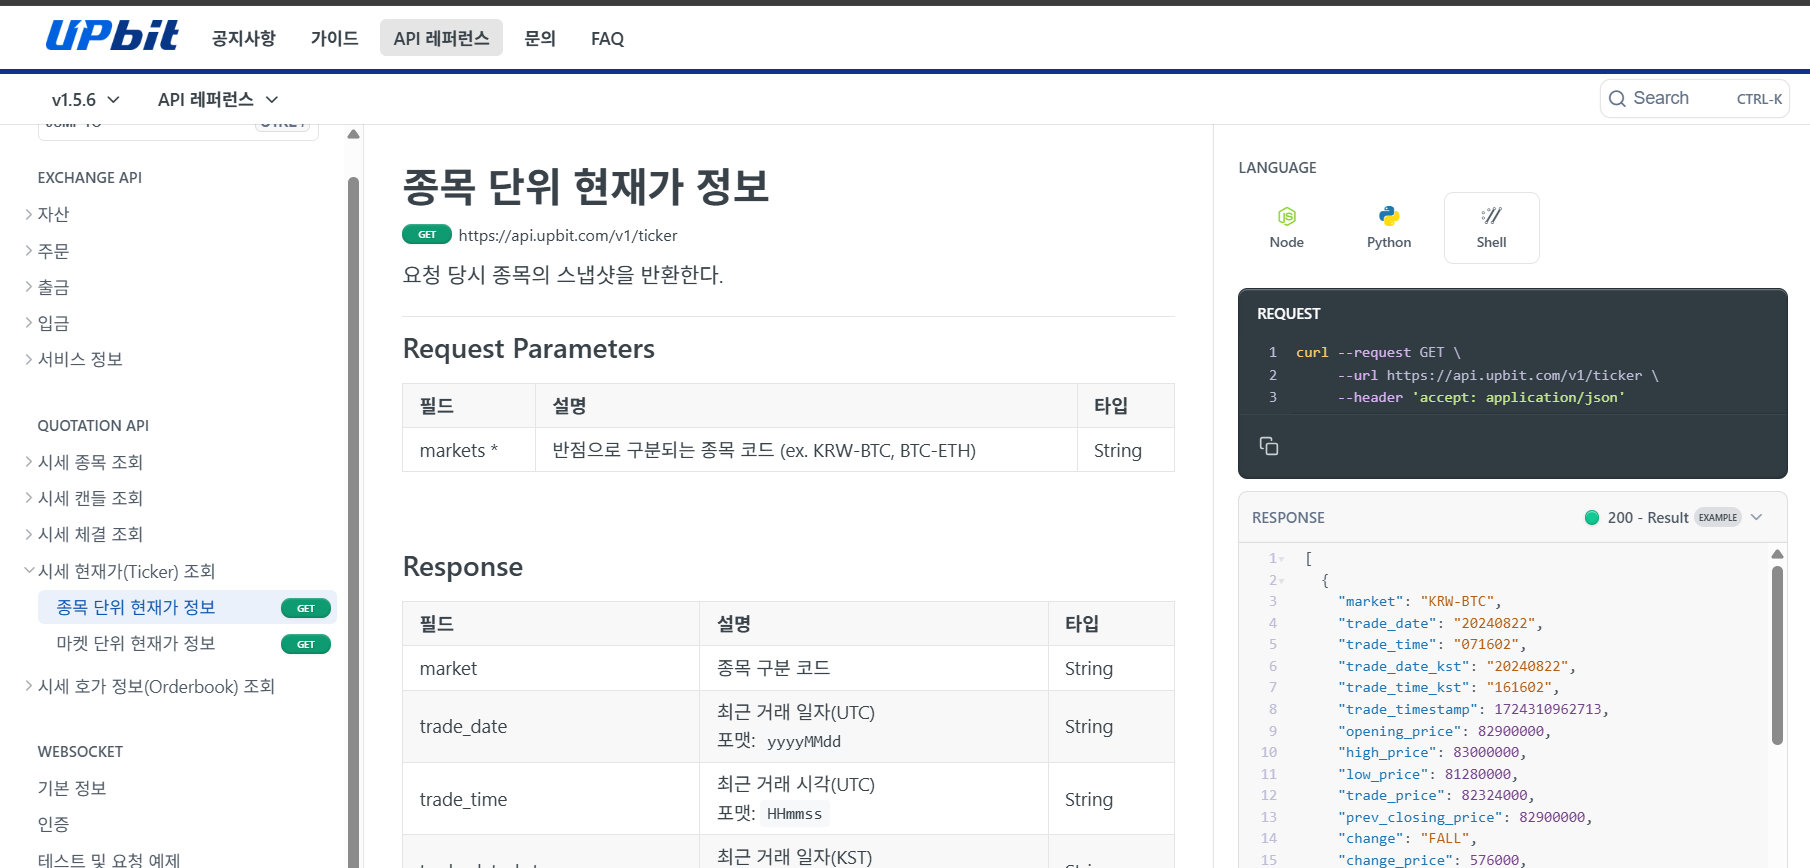 UPbit
공지사항
가이드
API 레퍼런스
문의
FAQ
v1.5.6
API 레퍼런스
Search
CTRL-K
EXCHANGE API
자산
주문
출금
입금
서비스 정보
QUOTATION API
시세 종목 조회
시세 캔들 조회
시세 체결 조회
시세 현재가(Ticker) 조회
종목 단위 현재가 정보 GET
마켓 단위 현재가 정보 GET
시세 호가 정보(Orderbook) 조회
WEBSOCKET
기본 정보
인증
테스트 및 요청 예제
종목 단위 현재가 정보
GET https://api.upbit.com/v1/ticker
요청 당시 종목의 스냅샷을 반환한다.
Request Parameters
필드 설명 타입
markets * 반점으로 구분되는 종목 코드 (ex. KRW-BTC, BTC-ETH) String
Response
필드 설명 타입
market 종목 구분 코드 String
trade_date 최근 거래 일자(UTC) String
포맷: yyyyMMdd
trade_time 최근 거래 시각(UTC) String
포맷: HHmmss
최근 거래 일자(KST)
LANGUAGE
Node
Python
Shell
REQUEST
1 curl --request GET \
2 --url https://api.upbit.com/v1/ticker \
3 --header 'accept: application/json'
RESPONSE
200 - Result EXAMPLE
1 [
2 {
3 "market": "KRW-BTC",
4 "trade_date": "20240822",
5 "trade_time": "071602",
6 "trade_date_kst": "20240822",
7 "trade_time_kst": "161602",
8 "trade_timestamp": 1724310962713,
9 "opening_price": 82900000,
10 "high_price": 83000000,
11 "low_price": 81280000,
12 "trade_price": 82324000,
13 "prev_closing_price": 82900000,
14 "change": "FALL",
15 "change_price": 576000,